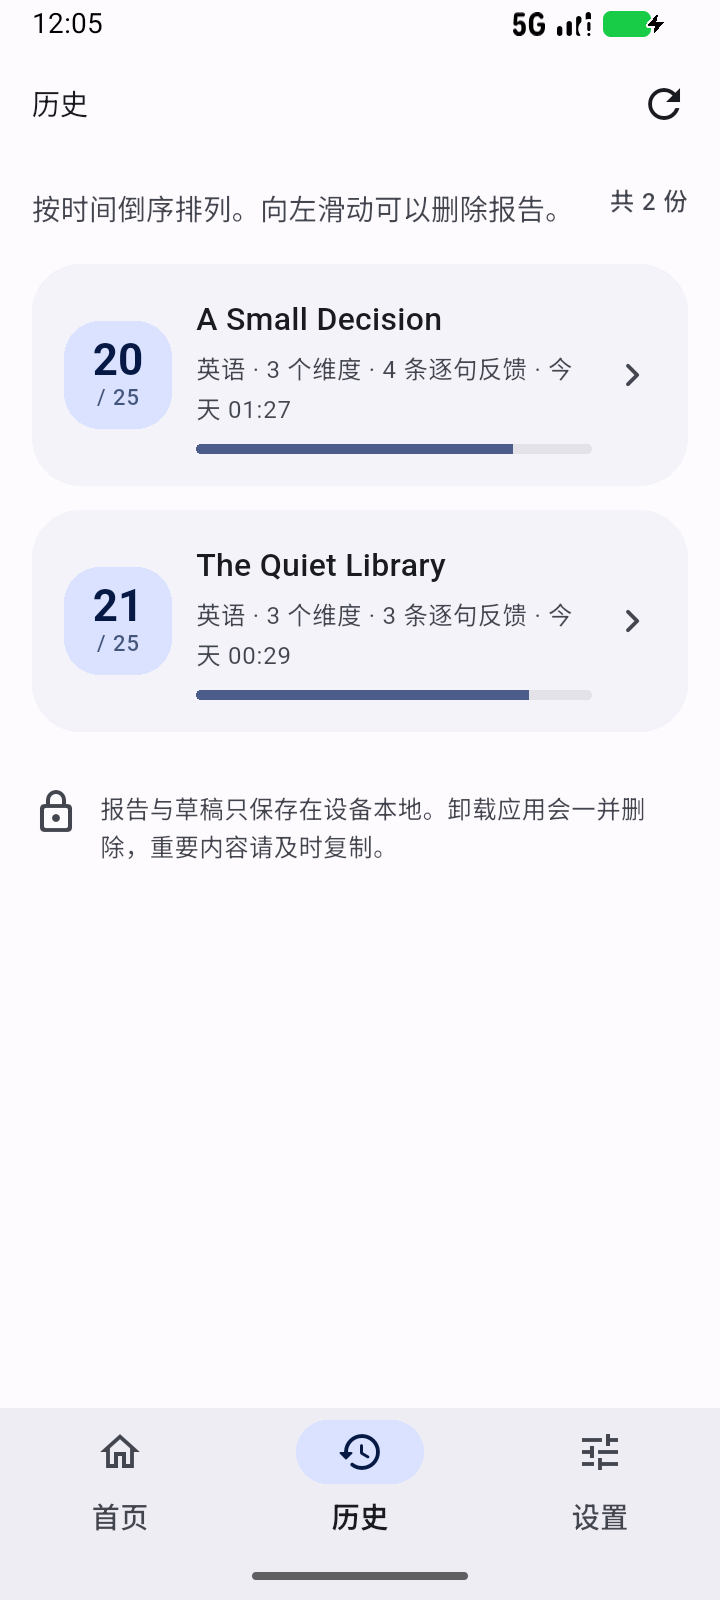 12:05
5G
历史
按时间倒序排列。向左滑动可以删除报告。
共 2 份
20
/ 25
A Small Decision
英语 · 3 个维度 · 4 条逐句反馈 · 今
天 01:27
21
/ 25
The Quiet Library
英语 · 3 个维度 · 3 条逐句反馈 · 今
天 00:29
报告与草稿只保存在设备本地。卸载应用会一并删
除，重要内容请及时复制。
首页
历史
设置